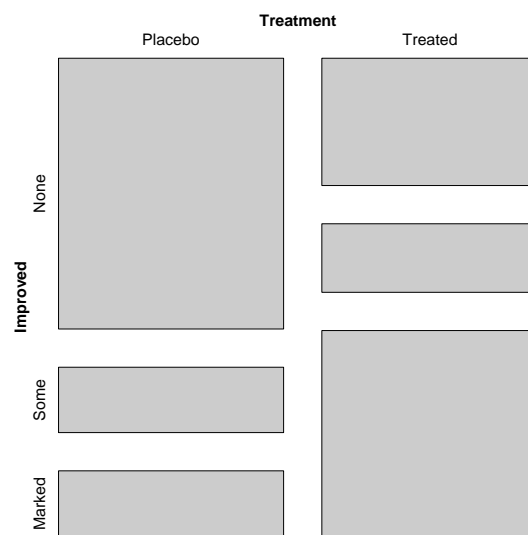 Treatment
Placebo Treated
Improved
None
Some
Marked